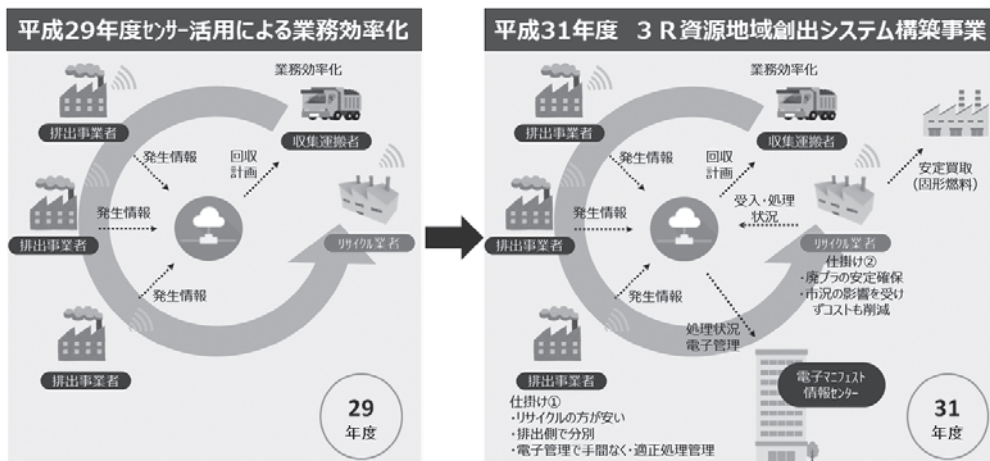 平成29年度センサー活用による業務効率化
業務効率化
排出事業者
収集運搬者
発生情報
回収
計画
発生情報
排出事業者
リサイクル業者
発生情報
排出事業者
29
年度
平成31年度 3R資源地域創出システム構築事業
業務効率化
排出事業者
収集運搬者
発生情報
回収
計画
安定買取
(固形燃料)
受入・処理
状況
発生情報
排出事業者
リサイクル業者
仕掛け②
・廃プラの安定確保
・市況の影響を受け
ずコストも削減
発生情報
処理状況
電子管理
排出事業者
電子マニフェスト
情報センター
仕掛け①
・リサイクルの方が安い
・排出側で分別
・電子管理で手間なく・適正処理管理
31
年度